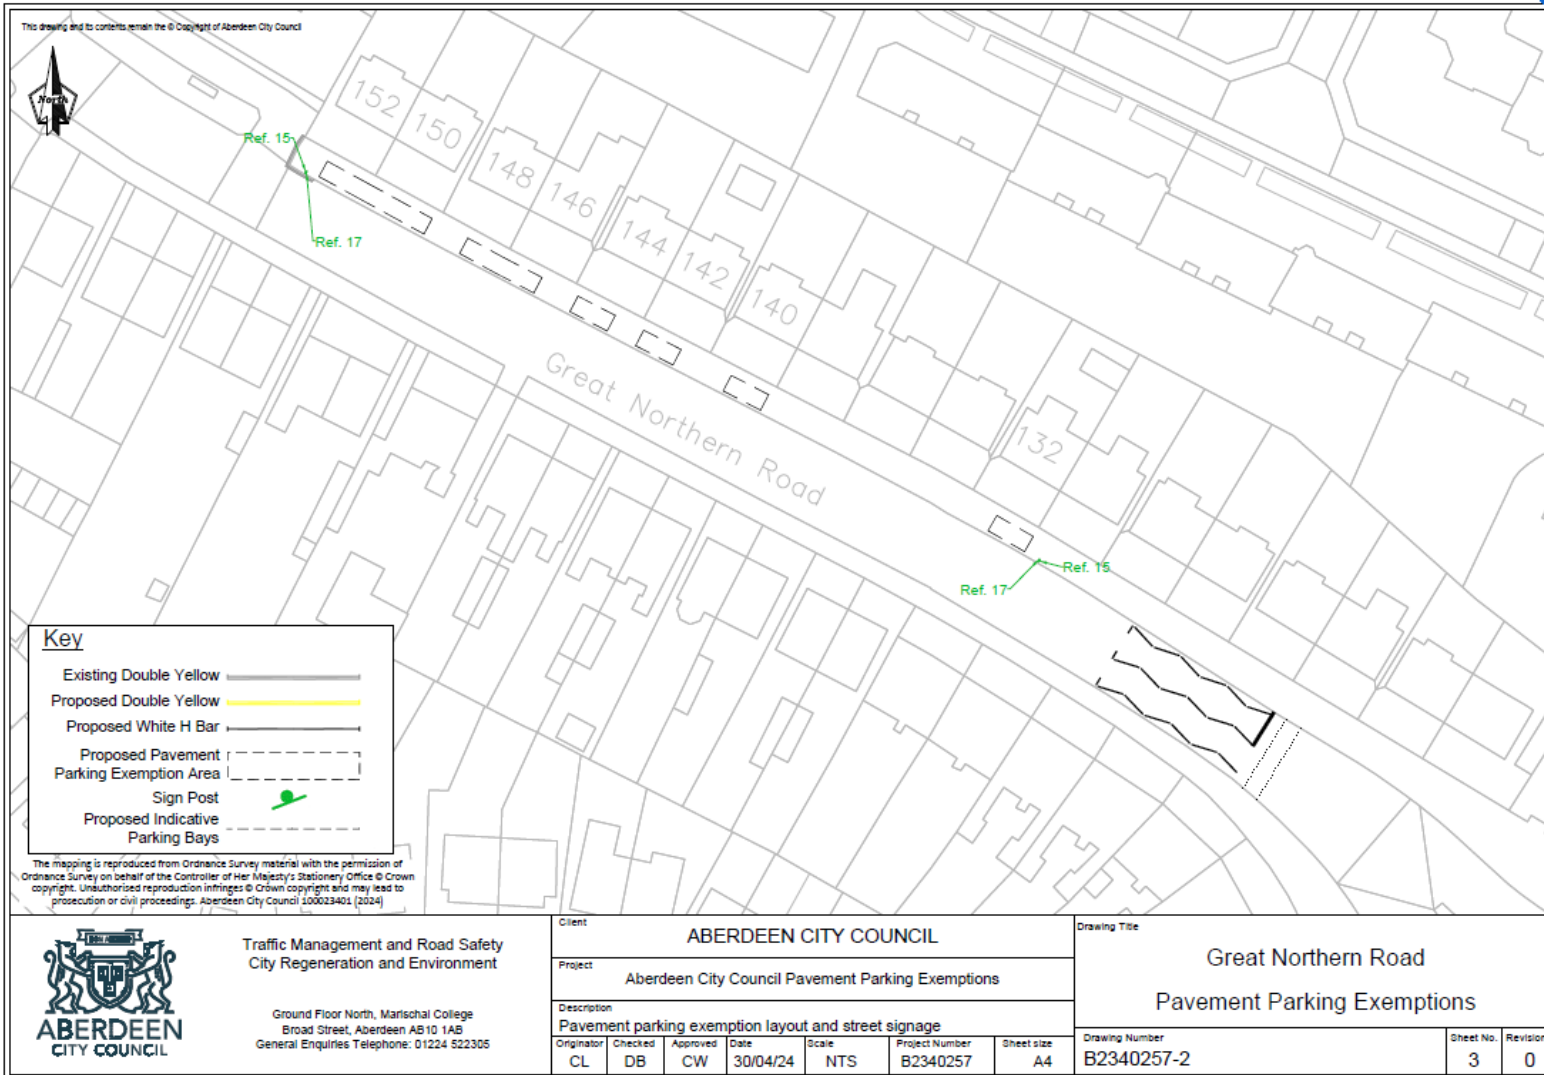 This drawing and its contents remain the © Copyright of Aberdeen City Council
North
152
150
148
146
144
142
140
132
Ref. 15
Ref. 17
Great Northern Road
Ref. 15
Ref. 17
Key
Existing Double Yellow
Proposed Double Yellow
Proposed White H Bar
Proposed Pavement
Parking Exemption Area
Sign Post
Proposed Indicative
Parking Bays
The mapping is reproduced from Ordnance Survey material with the permission of
Ordnance Survey on behalf of the Controller of Her Majesty's Stationery Office © Crown
copyright. Unauthorised reproduction infringes © Crown copyright and may lead to
prosecution or civil proceedings. Aberdeen City Council 100023401 (2024)
ABERDEEN
CITY COUNCIL
Traffic Management and Road Safety
City Regeneration and Environment
Ground Floor North, Marischal College
Broad Street, Aberdeen AB10 1AB
General Enquiries Telephone: 01224 522305
Client
ABERDEEN CITY COUNCIL
Project
Aberdeen City Council Pavement Parking Exemptions
Description
Pavement parking exemption layout and street signage
Originator Checked Approved Date Scale Project Number Sheet size
CL DB CW 30/04/24 NTS B2340257 A4
Drawing Title
Great Northern Road
Pavement Parking Exemptions
Drawing Number Sheet No. Revision
B2340257-2 3 0